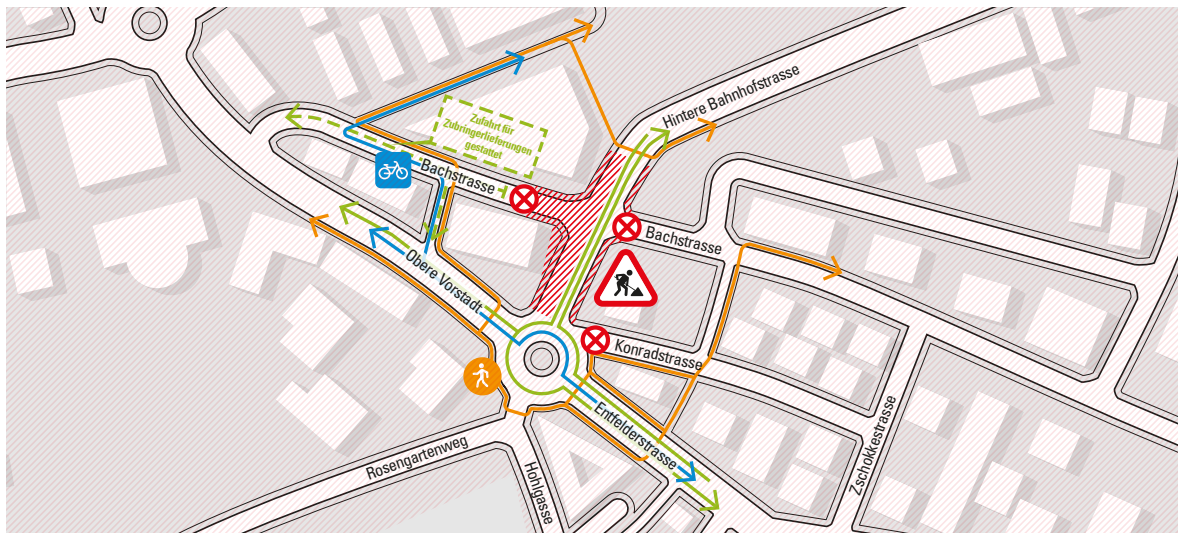 Hintere Bahnhofstrasse
Zufahrt für
Zubringerlieferungen
gestattet
Bachstrasse
Bachstrasse
Obere Vorstadt
Konradstrasse
Entfelderstrasse
Zschokkestrasse
Rosengartenweg
Hohlgasse